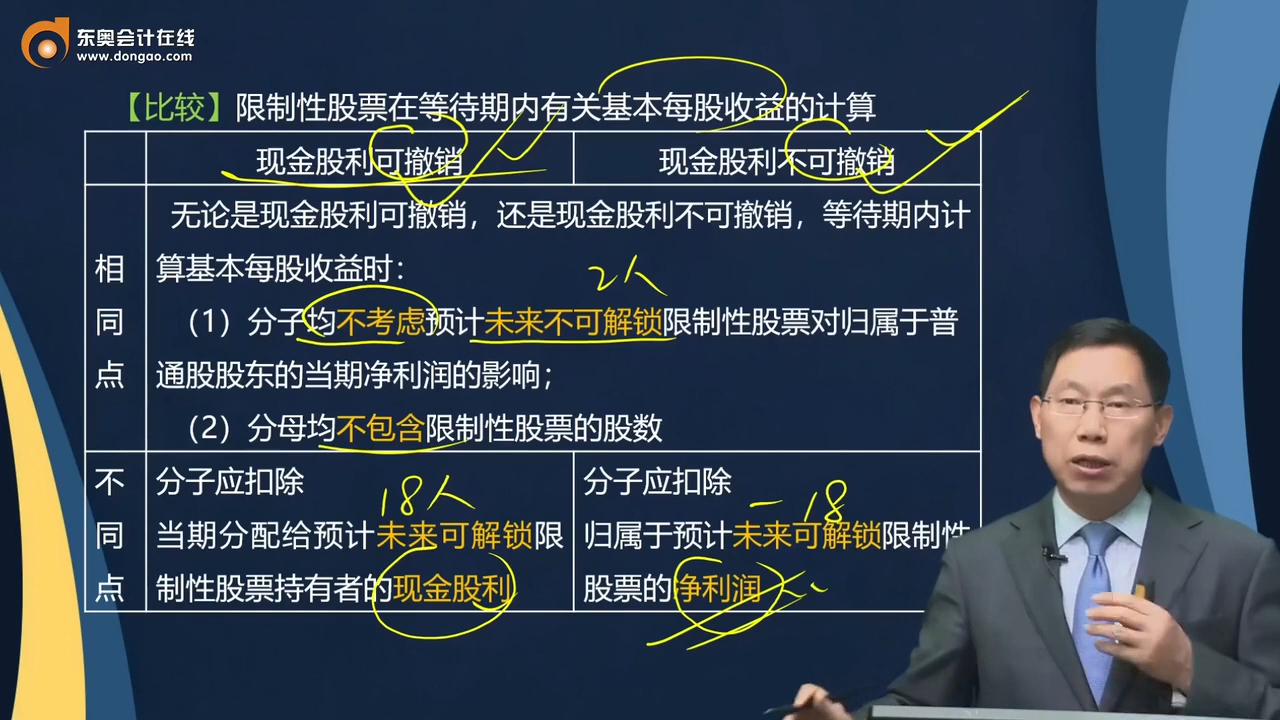 东奥会计在线
www.dongao.com
【比较】限制性股票在等待期内有关基本每股收益的计算
现金股利可撤销
现金股利不可撤销
相同点
无论是现金股利可撤销，还是现金股利不可撤销，等待期内计
算基本每股收益时：
2人
（1）分子均不考虑预计未来不可解锁限制性股票对归属于普
通股股东的当期净利润的影响；
（2）分母均不包含限制性股票的股数
不同点
分子应扣除
18人
当期分配给预计未来可解锁限
制性股票持有者的现金股利
分子应扣除
-18
归属于预计未来可解锁限制性
股票的净利润